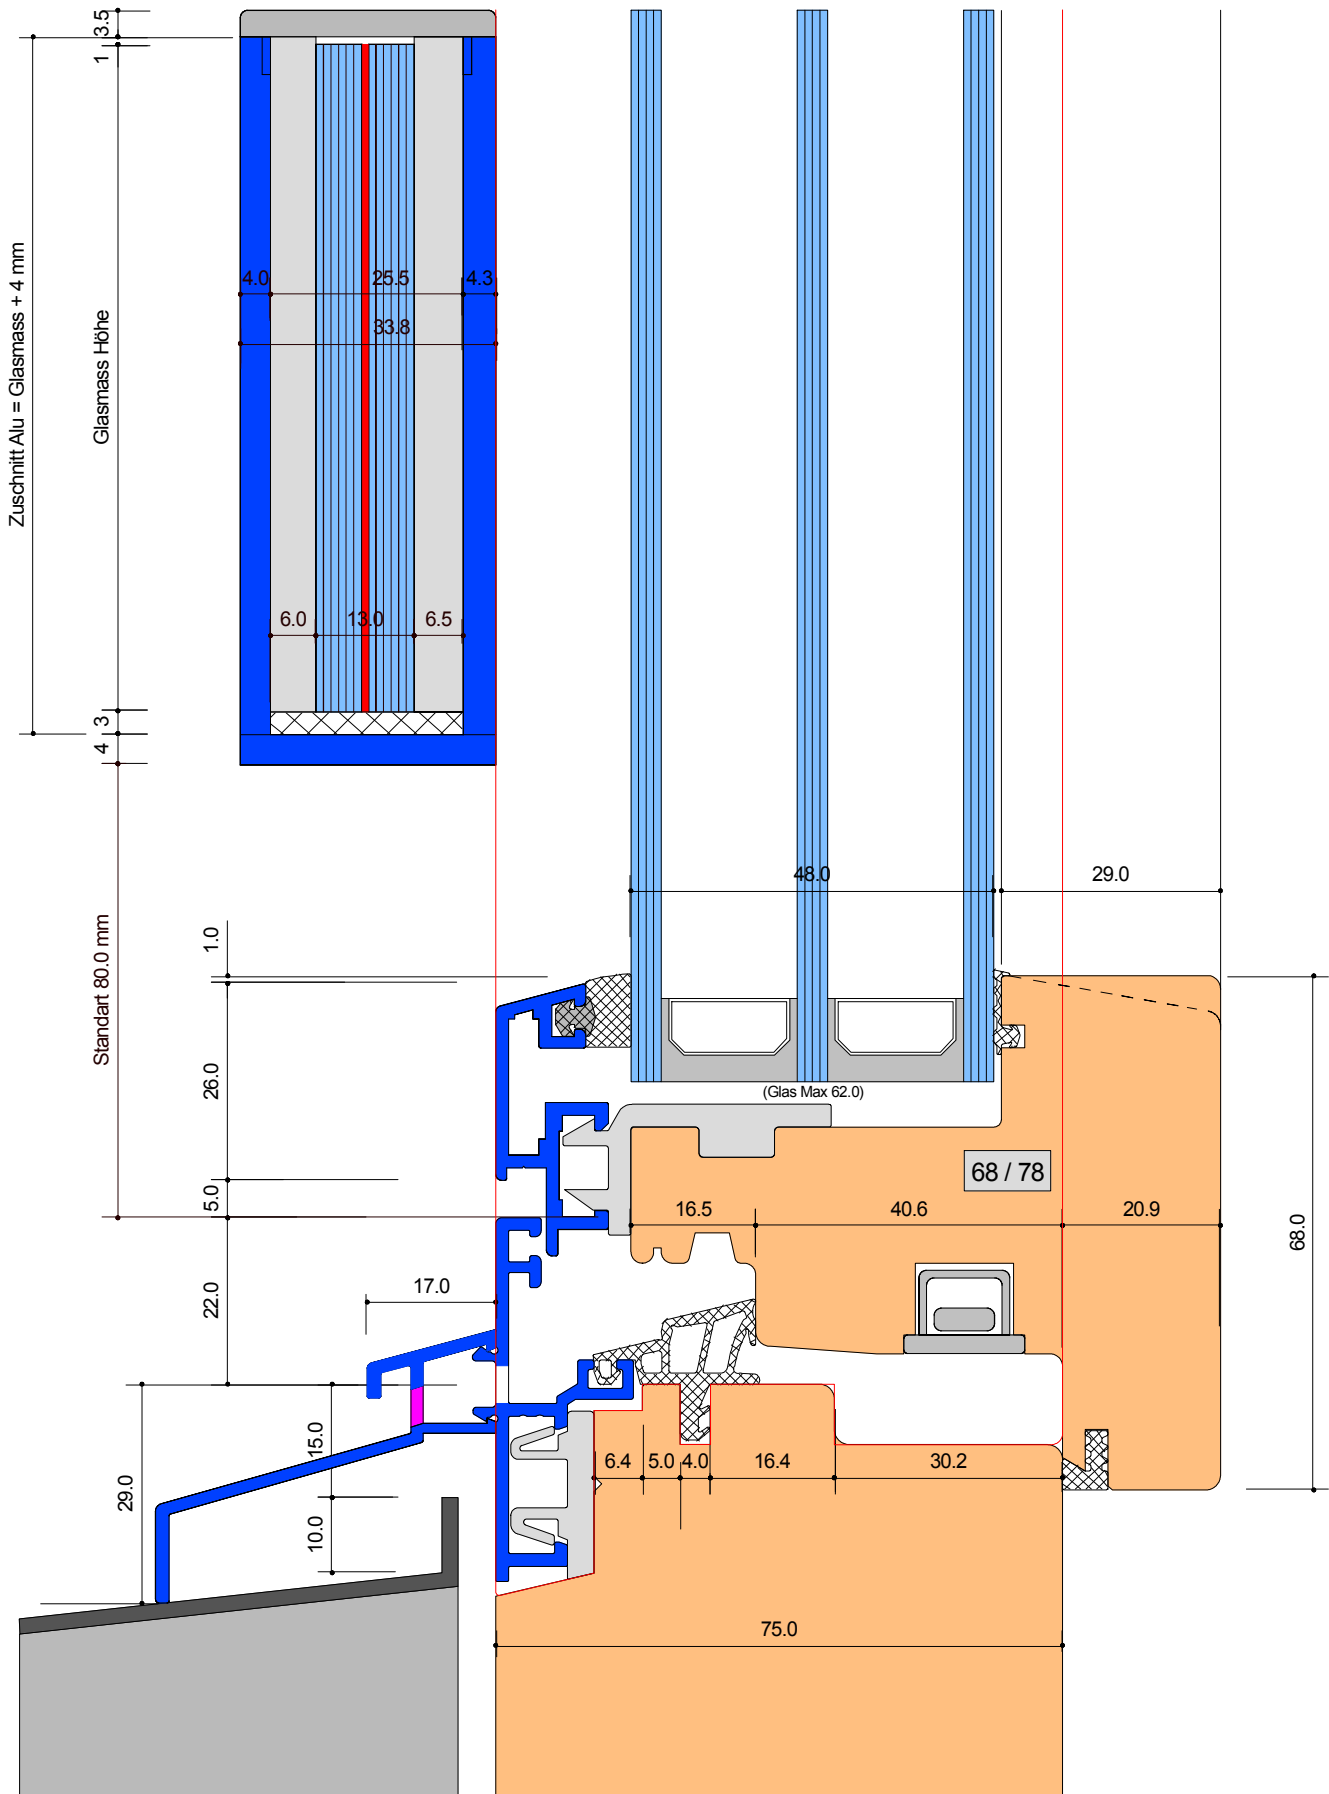 3.5
1
Zuschnitt Alu = Glasmass + 4 mm
Glasmass Höhe
4.0 25.5 4.3
33.8
6.0 13.0 6.5
3
4
Standart 80.0 mm
48.0 29.0
1.0
26.0
(Glas Max 62.0)
68 / 78
5.0
16.5 40.6 20.9
68.0
22.0
17.0
15.0
29.0
6.4 5.0 4.0 16.4 30.2
10.0
75.0